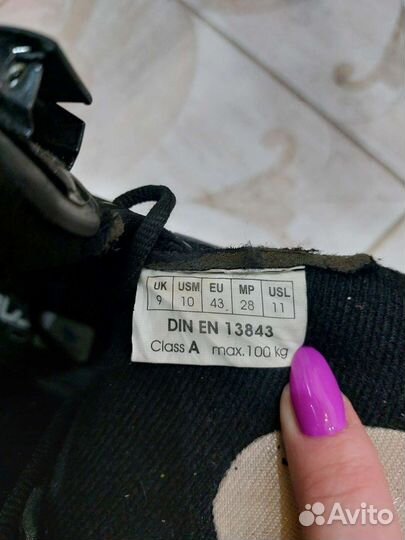 UK USM EU MP USL
9 10 43 28 11
DIN EN 13843
Class A max.100 kg
Avito